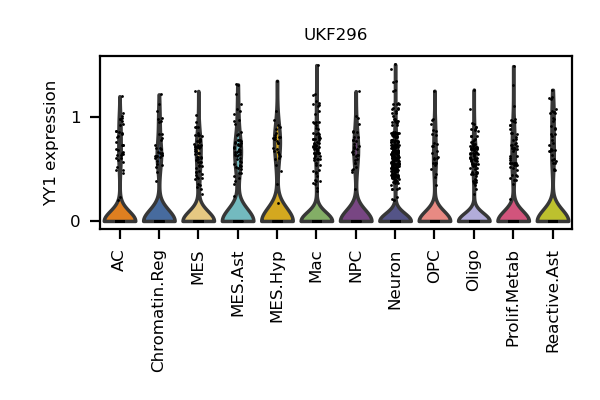 UKF296
YY1 expression
1
0
AC
Chromatin.Reg
MES
MES.Ast
MES.Hyp
Mac
NPC
Neuron
OPC
Oligo
Prolif.Metab
Reactive.Ast